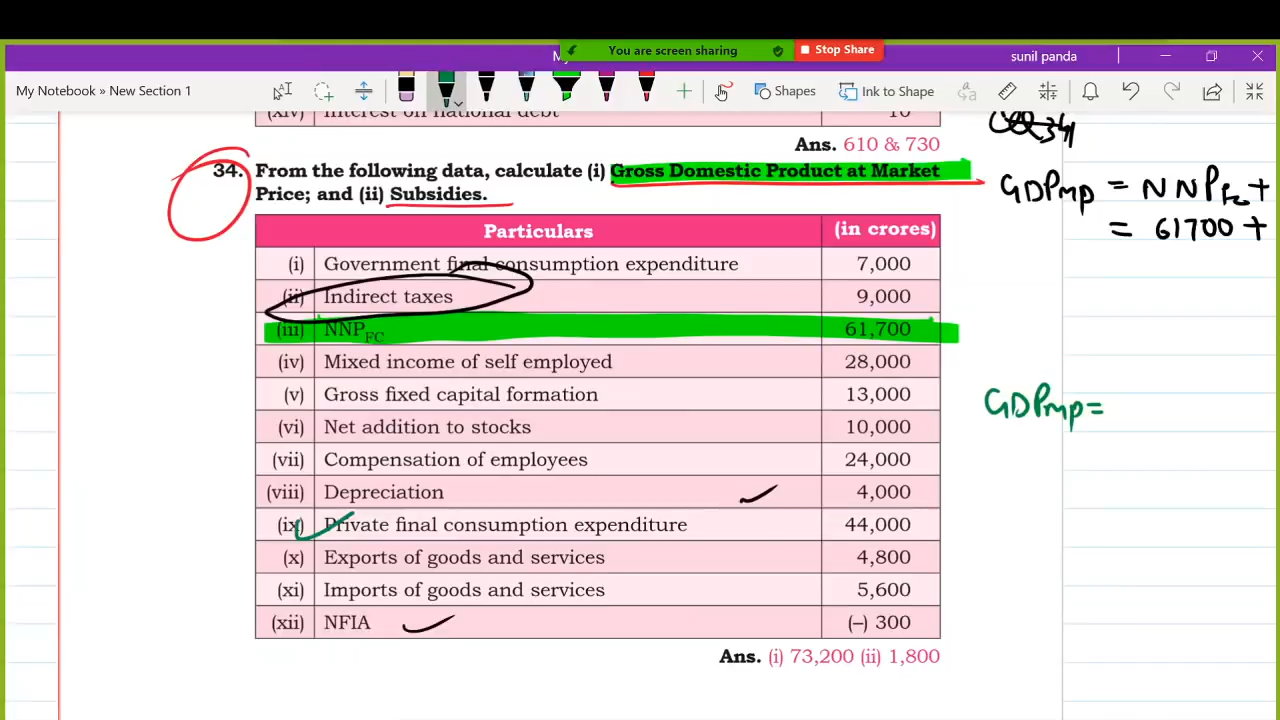 You are screen sharing
Stop Share
My
sunil panda
My Notebook » New Section 1
Shapes
Ink to Shape
(xiv) Interest on national debt 10
Ans. 610 & 730
34. From the following data, calculate (i) Gross Domestic Product at Market
Price; and (ii) Subsidies.
GDPMP = NNPFC +
= 61700 +
Particulars (in crores)
(i) Government final consumption expenditure 7,000
(ii) Indirect taxes 9,000
(iii) NNPFC 61,700
(iv) Mixed income of self employed 28,000
(v) Gross fixed capital formation 13,000
GDPMP =
(vi) Net addition to stocks 10,000
(vii) Compensation of employees 24,000
(viii) Depreciation 4,000
(ix) Private final consumption expenditure 44,000
(x) Exports of goods and services 4,800
(xi) Imports of goods and services 5,600
(xii) NFIA (–) 300
Ans. (i) 73,200 (ii) 1,800